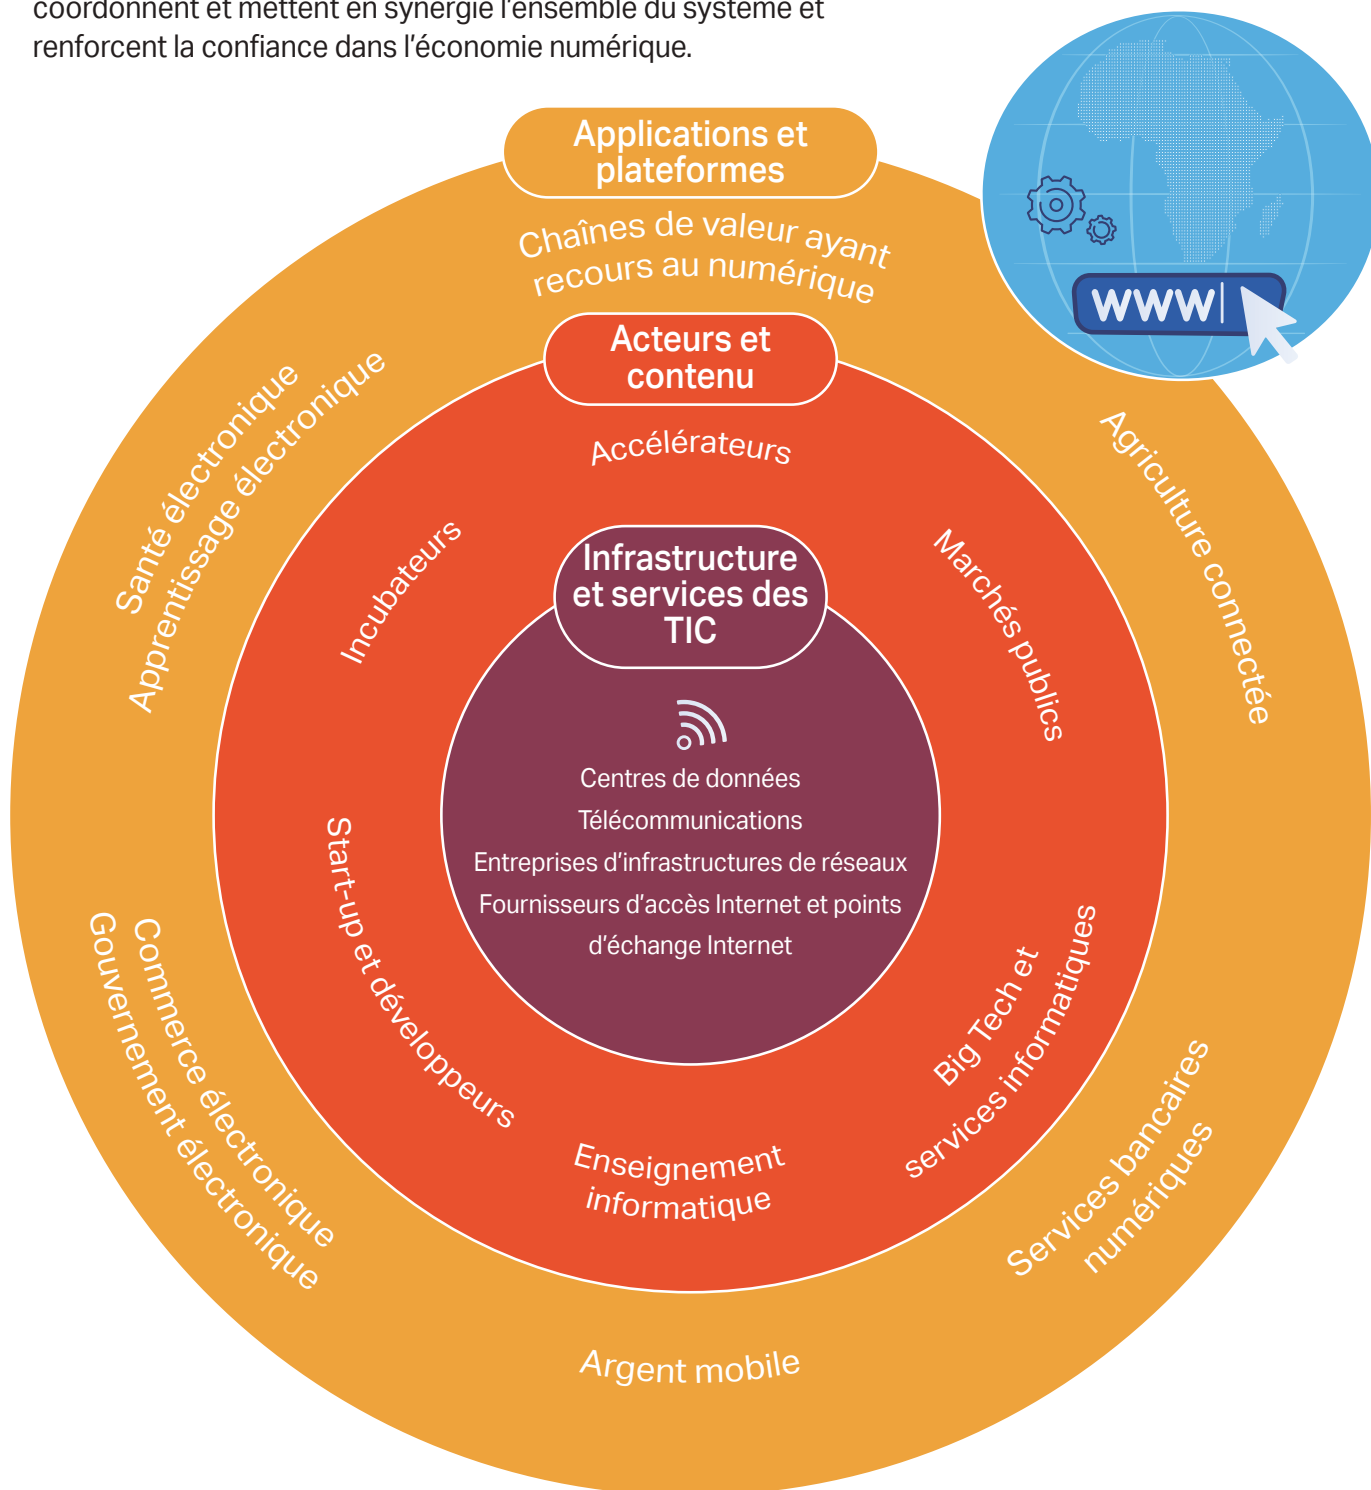 coordonnent et mettent en synergie l'ensemble du système et
renforcent la confiance dans l'économie numérique.
Applications et
plateformes
Chaînes de valeur ayant
recours au numérique
WWW
Acteurs et
contenu
Accélérateurs
Santé électronique
Apprentissage électronique
Agriculture connectée
Incubateurs
Marchés publics
Infrastructure
et services des
TIC
Centres de données
Télécommunications
Entreprises d'infrastructures de réseaux
Fournisseurs d'accès Internet et points
d'échange Internet
Start-up et développeurs
Big Tech et
services informatiques
Enseignement
informatique
Commerce électronique
Gouvernement électronique
Services bancaires
numériques
Argent mobile